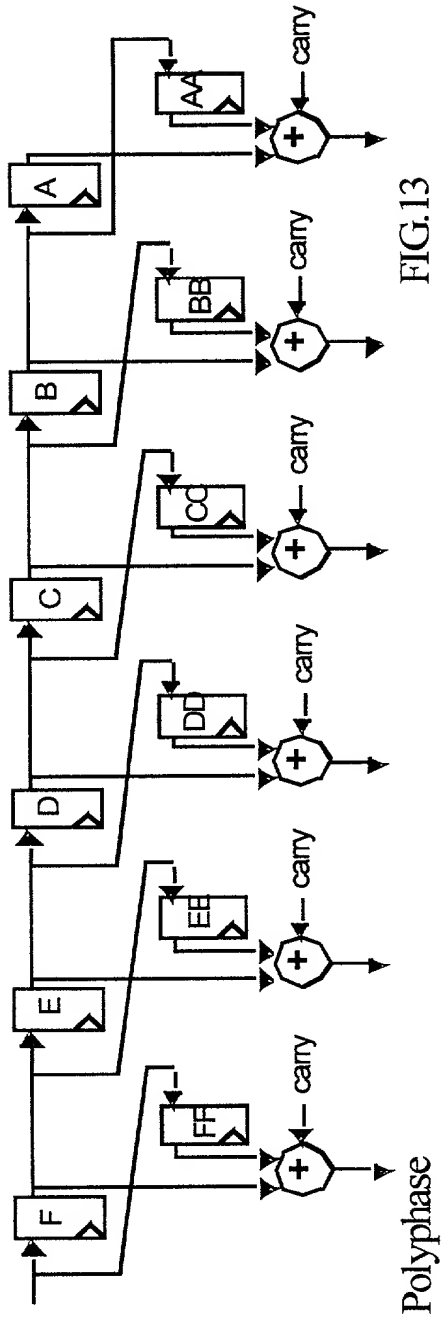 F
E
D
C
B
A
FF
EE
DD
CC
BB
AA
+
+
+
+
+
+
carry
carry
carry
carry
carry
carry
Polyphase
FIG.13